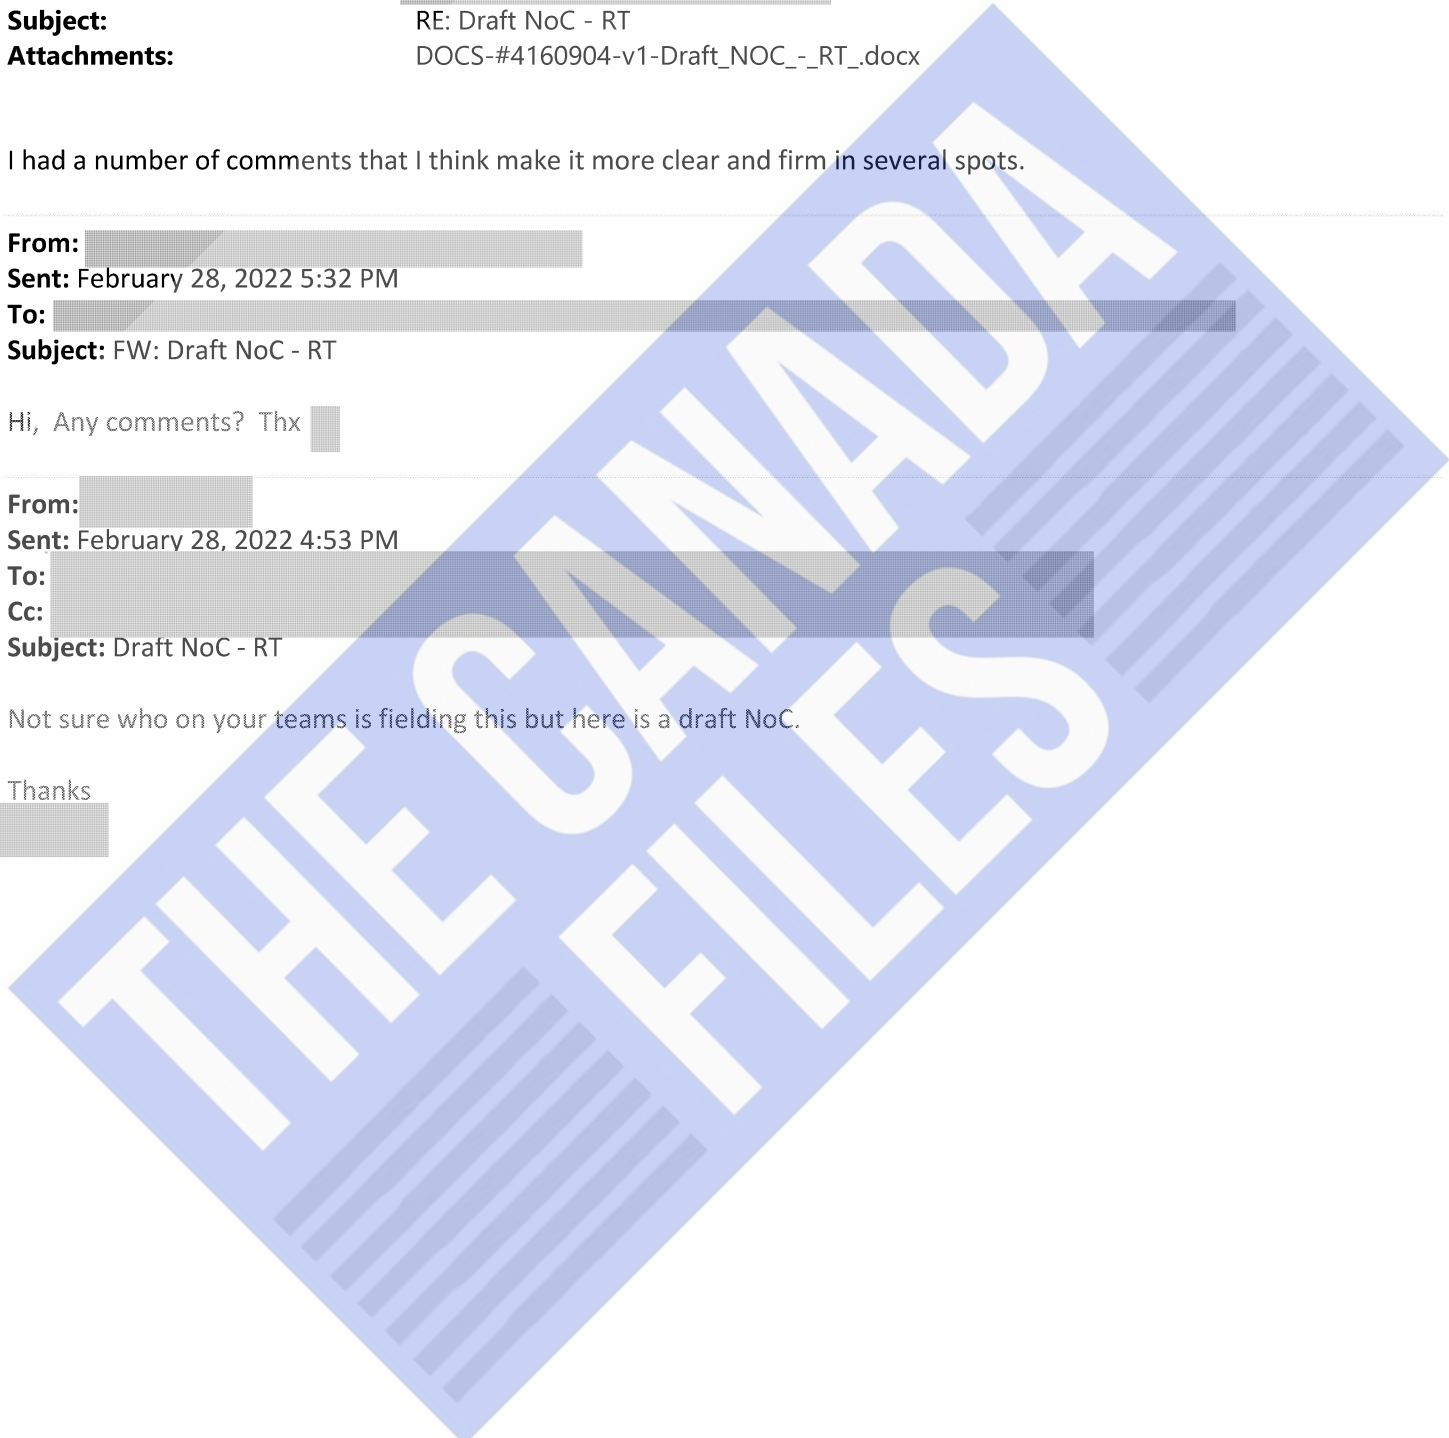 Subject: RE: Draft NoC - RT
Attachments: DOCS-#4160904-v1-Draft_NOC_-_RT_.docx
I had a number of comments that I think make it more clear and firm in several spots.
From:
Sent: February 28, 2022 5:32 PM
To:
Subject: FW: Draft NoC - RT
Hi, Any comments? Thx
From:
Sent: February 28, 2022 4:53 PM
To:
Cc:
Subject: Draft NoC - RT
Not sure who on your teams is fielding this but here is a draft NoC.
Thanks
THE CANADA
FILES